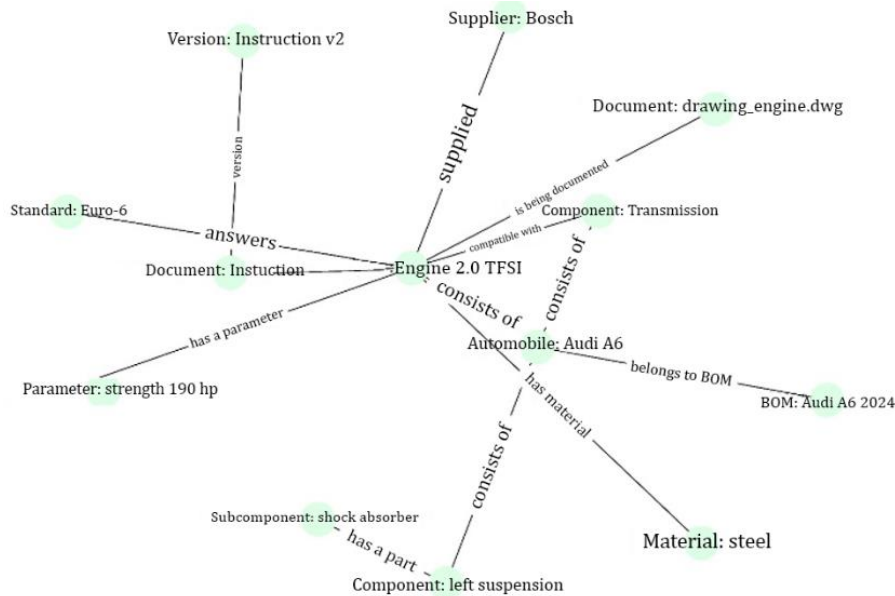 Supplier: Bosch
Version: Instruction v2
Document: drawing_engine.dwg
supplied
version
is being documented
Standard: Euro-6
Component: Transmission
answers
compatible with
Document: Instuction
Engine 2.0 TFSI
consists of
consists of
has a parameter
Automobile: Audi A6
belongs to BOM
Parameter: strength 190 hp
has material
BOM: Audi A6 2024
consists of
Subcomponent: shock absorber
has a part
Material: steel
Component: left suspension